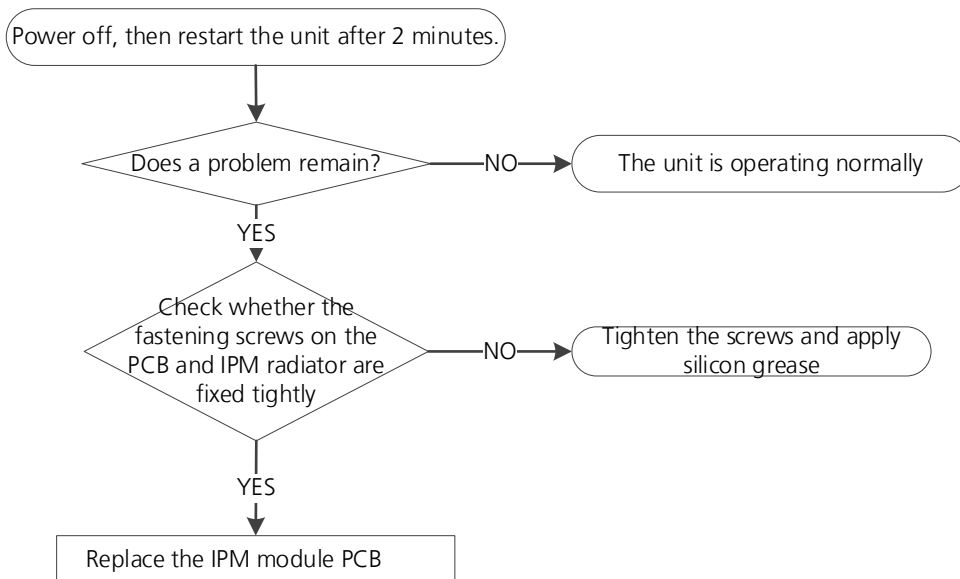 Power off, then restart the unit after 2 minutes.
Does a problem remain?
NO
The unit is operating normally
YES
Check whether the
fastening screws on the
PCB and IPM radiator are
fixed tightly
NO
Tighten the screws and apply
silicon grease
YES
Replace the IPM module PCB